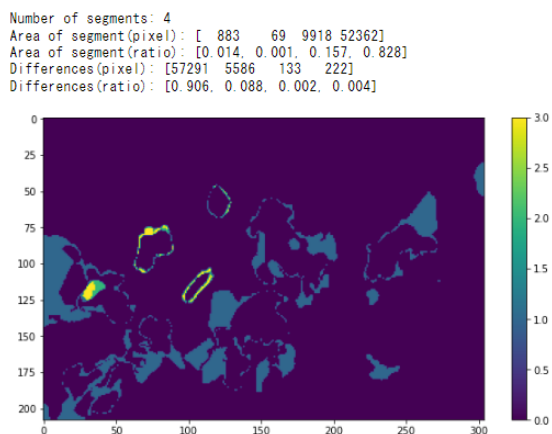 Number of segments: 4
Area of segment(pixel): [  883    69  9918 52362]
Area of segment(ratio): [0.014, 0.001, 0.157, 0.828]
Differences(pixel): [57291  5586   133   222]
Differences(ratio): [0.906, 0.088, 0.002, 0.004]
0
25
50
75
100
125
150
175
200
0 50 100 150 200 250 300
3.0
2.5
2.0
1.5
1.0
0.5
0.0